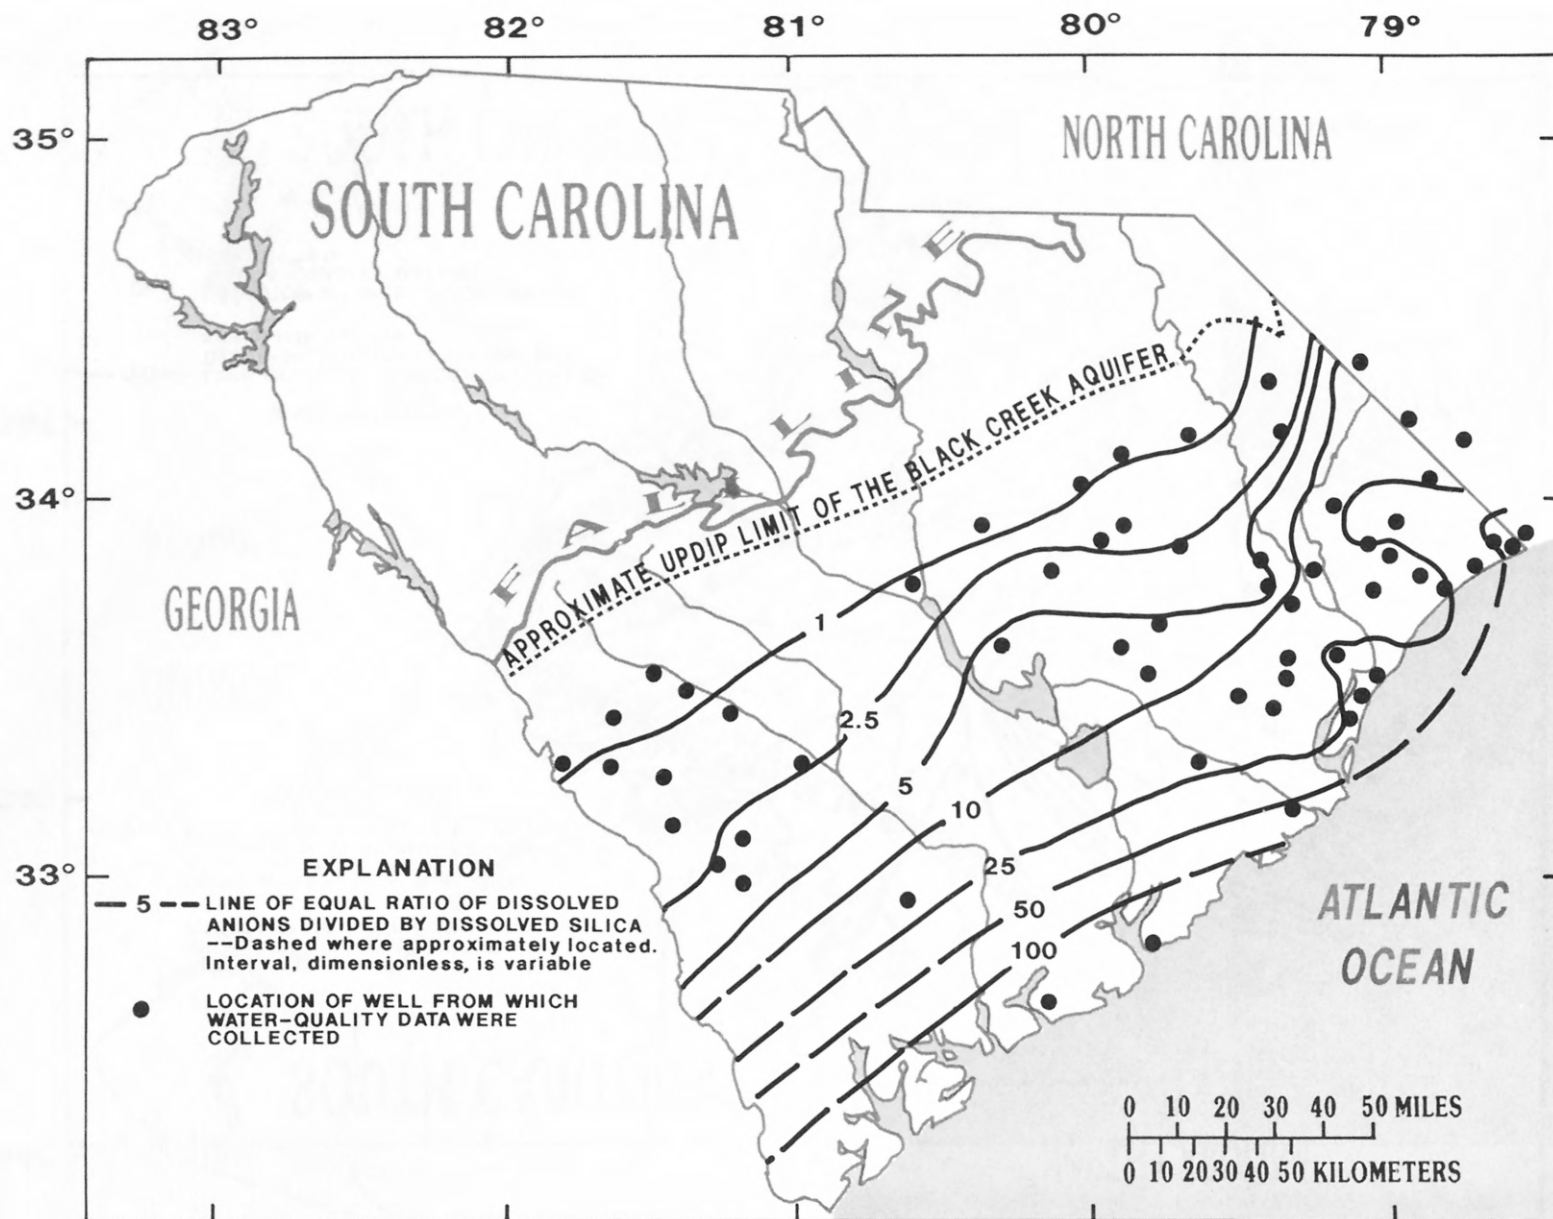 83° 82° 81° 80° 79°
35°
NORTH CAROLINA
SOUTH CAROLINA
FALL LINE
APPROXIMATE UPDIP LIMIT OF THE BLACK CREEK AQUIFER
34°
GEORGIA
1
2.5
5
10
25
50
100
33°
EXPLANATION
5 LINE OF EQUAL RATIO OF DISSOLVED
ANIONS DIVIDED BY DISSOLVED SILICA
--Dashed where approximately located.
Interval, dimensionless, is variable
LOCATION OF WELL FROM WHICH
WATER-QUALITY DATA WERE
COLLECTED
ATLANTIC
OCEAN
0 10 20 30 40 50 MILES
0 10 20 30 40 50 KILOMETERS